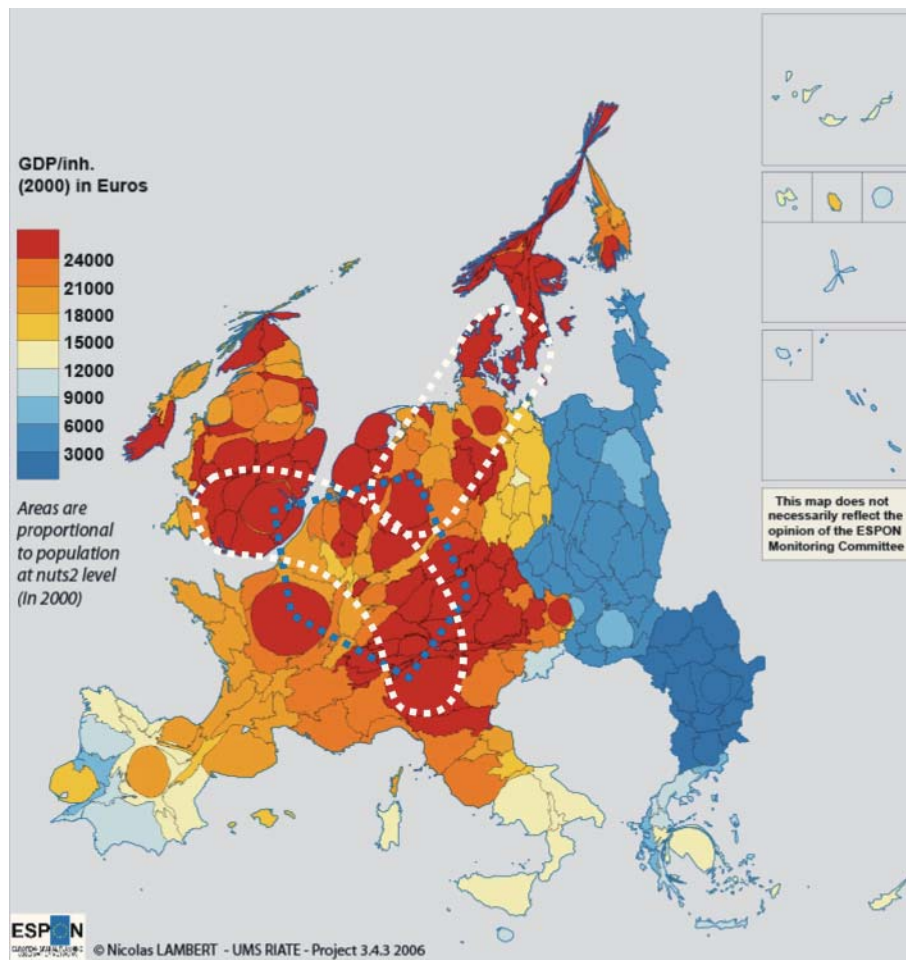 GDP/inh.
(2000) in Euros
24000
21000
18000
15000
12000
9000
6000
3000
Areas are
proportional
to population
at nuts2 level
(in 2000)
This map does not
necessarily reflect the
opinion of the ESPON
Monitoring Committee
ESPON
© Nicolas LAMBERT - UMS RIATE - Project 3.4.3 2006